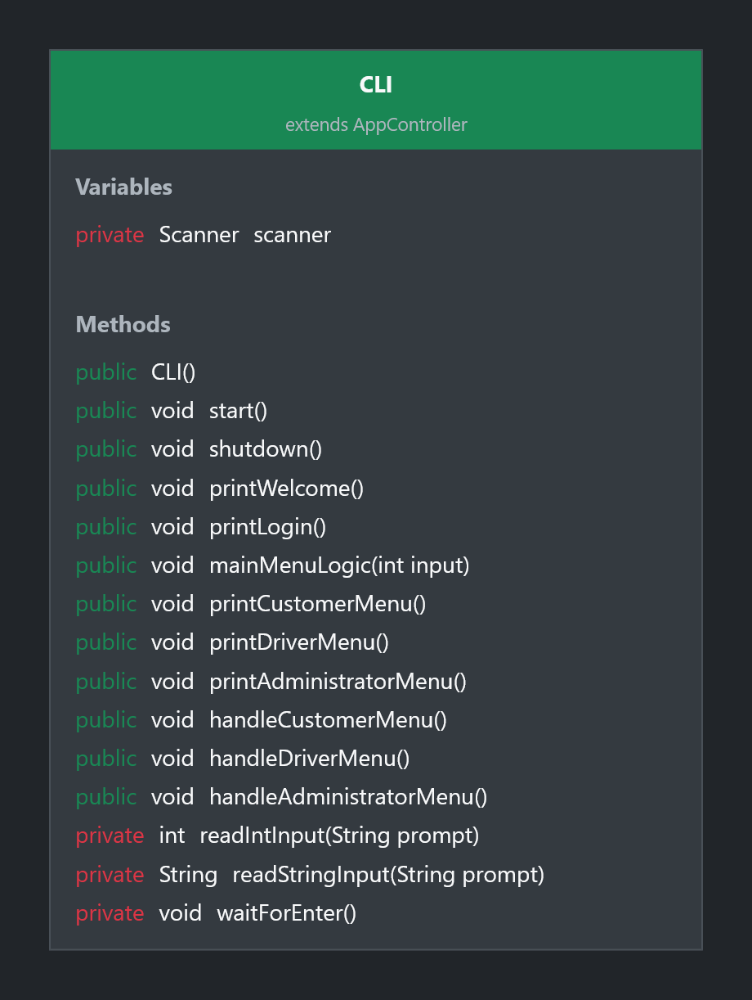 CLI
extends AppController
Variables
private Scanner scanner
Methods
public CLI()
public void start()
public void shutdown()
public void printWelcome()
public void printLogin()
public void mainMenuLogic(int input)
public void printCustomerMenu()
public void printDriverMenu()
public void printAdministratorMenu()
public void handleCustomerMenu()
public void handleDriverMenu()
public void handleAdministratorMenu()
private int readIntInput(String prompt)
private String readStringInput(String prompt)
private void waitForEnter()